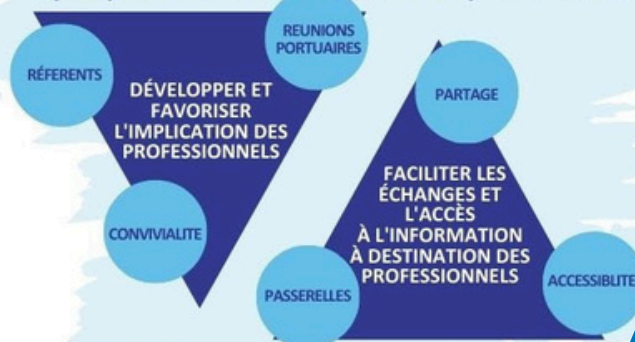 REUNIONS
PORTUAIRES
RÉFERENTS
DÉVELOPPER ET
FAVORISER
L'IMPLICATION DES
PROFESSIONNELS
CONVIVIALITE
PARTAGE
FACILITER LES
ÉCHANGES ET
L'ACCÈS
À L'INFORMATION
À DESTINATION DES
PROFESSIONNELS
PASSERELLES
ACCESSIBLITE